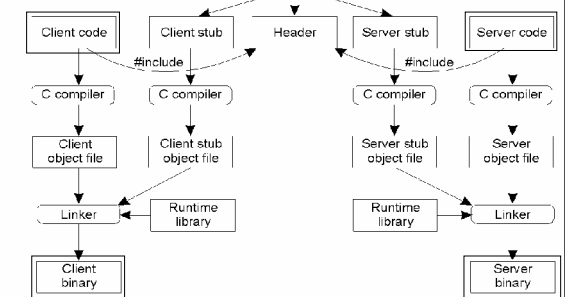 Client code
Client stub
Header
Server stub
Server code
#include
#include
C compiler
C compiler
C compiler
C compiler
Client
object file
Client stub
object file
Server stub
object file
Server
object file
Linker
Runtime
library
Runtime
library
Linker
Client
binary
Server
binary